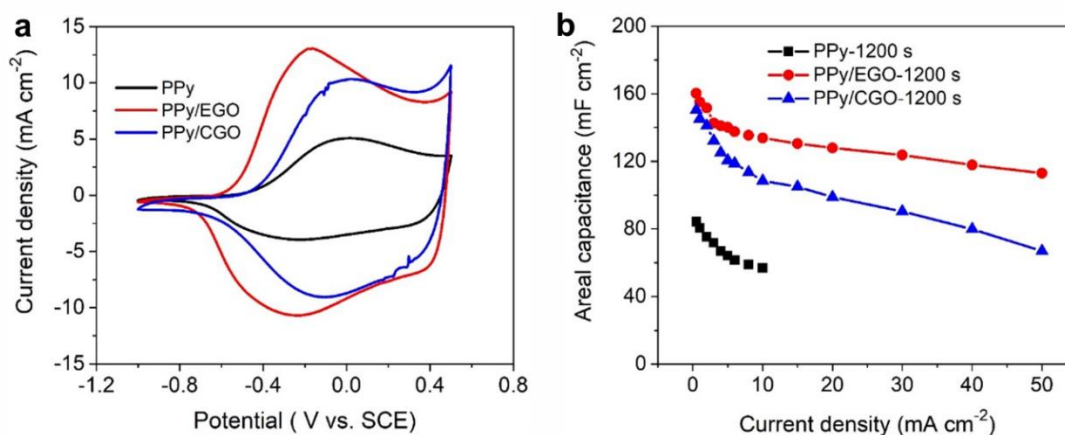 a
Current density (mA cm⁻²)
15
10
5
0
-5
-10
-15
PPy
PPy/EGO
PPy/CGO
-1.2
-0.8
-0.4
0.0
0.4
0.8
Potential ( V vs. SCE)
b
Areal capacitance (mF cm⁻²)
200
160
120
80
40
0
PPy-1200 s
PPy/EGO-1200 s
PPy/CGO-1200 s
0
10
20
30
40
50
Current density (mA cm⁻²)